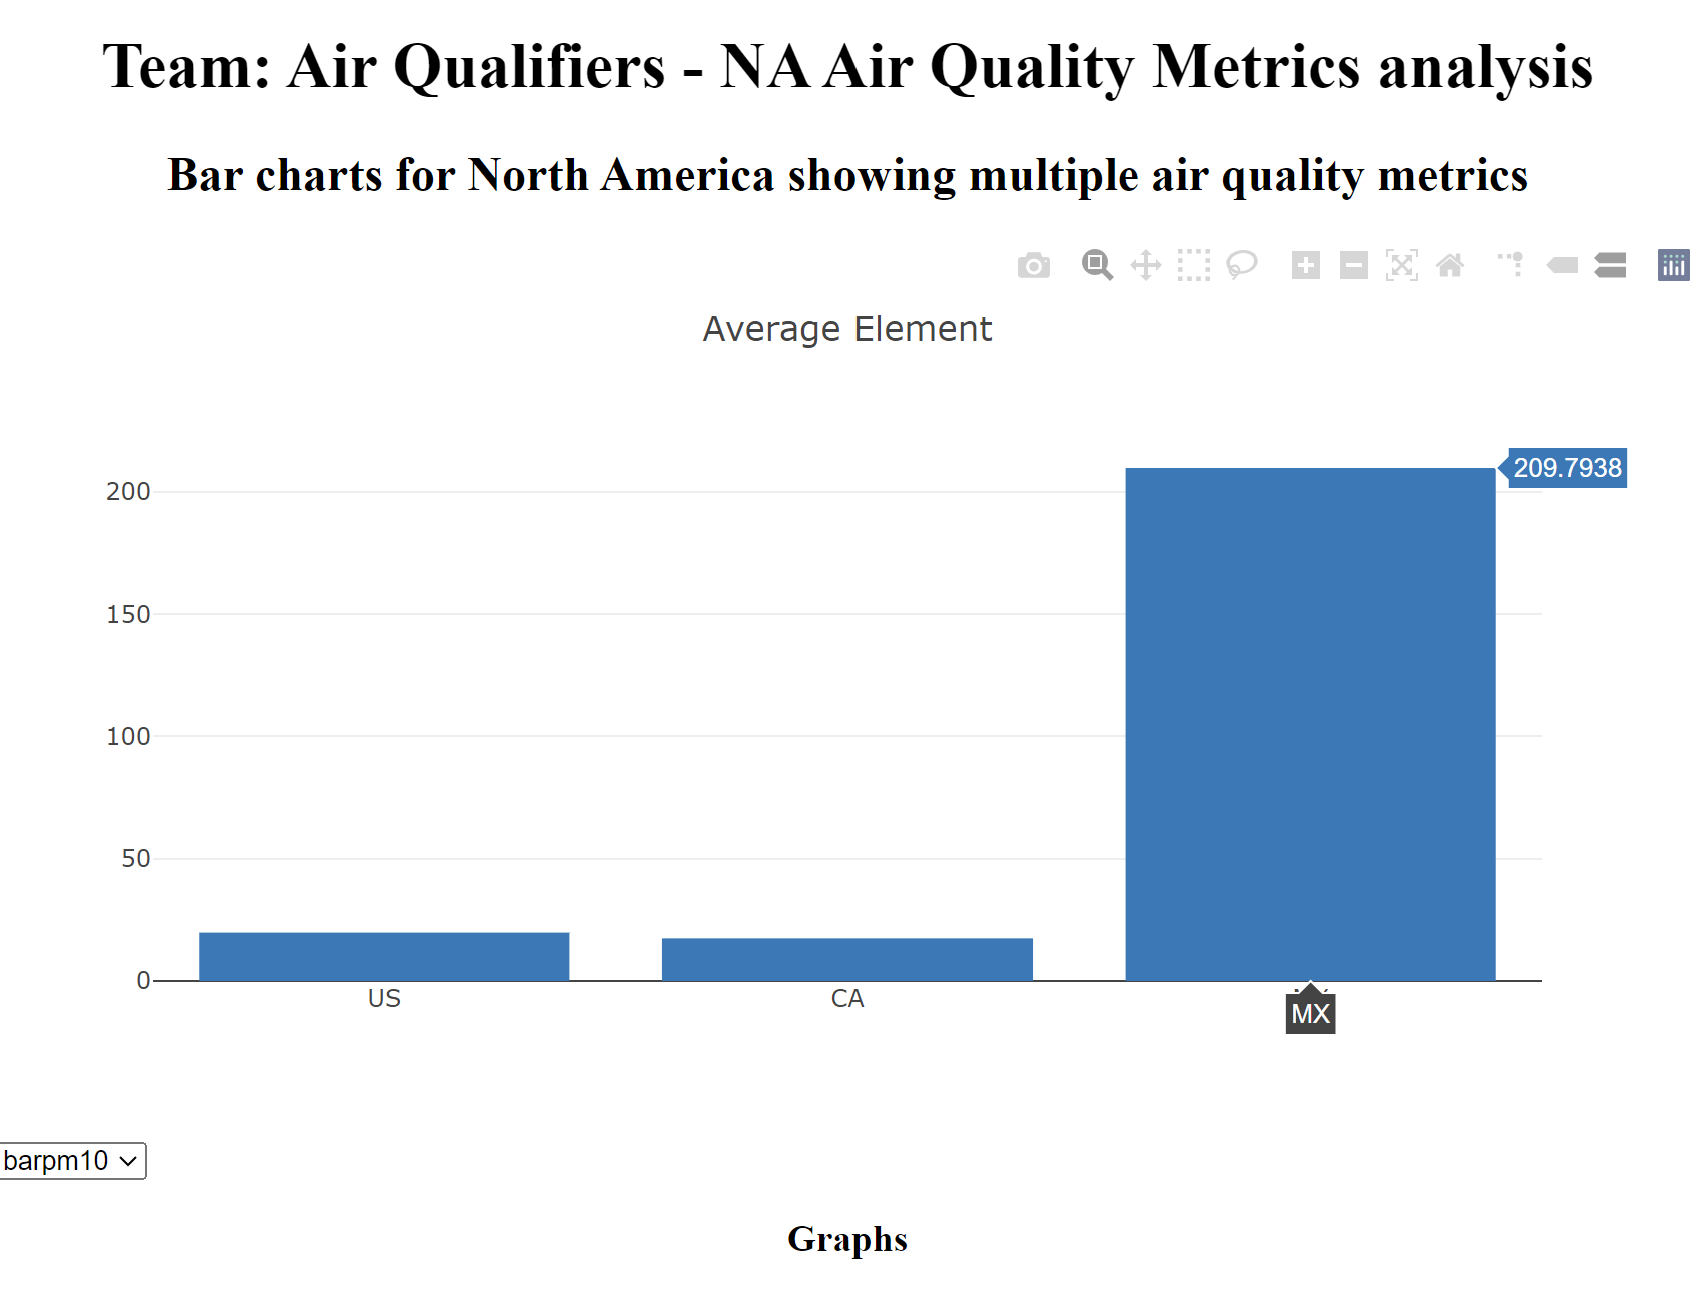 Team: Air Qualifiers - NA Air Quality Metrics analysis
Bar charts for North America showing multiple air quality metrics
Average Element
209.7938
200
150
100
50
0
US CA MX
barpm10
Graphs